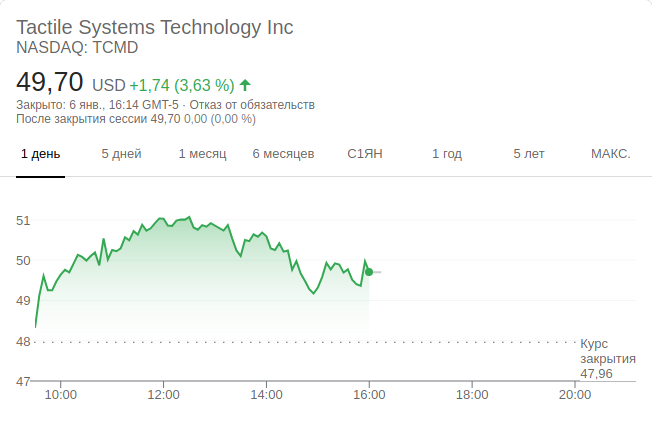 Tactile Systems Technology Inc
NASDAQ: TCMD
49,70 USD +1,74 (3,63 %)
Закрыто: 6 янв., 16:14 GMT-5 · Отказ от обязательств
После закрытия сессии 49,70 0,00 (0,00 %)
1 день 5 дней 1 месяц 6 месяцев С1ЯН 1 год 5 лет МАКС.
51
50
49
48
Курс
закрытия
47,96
47
10:00 12:00 14:00 16:00 18:00 20:00